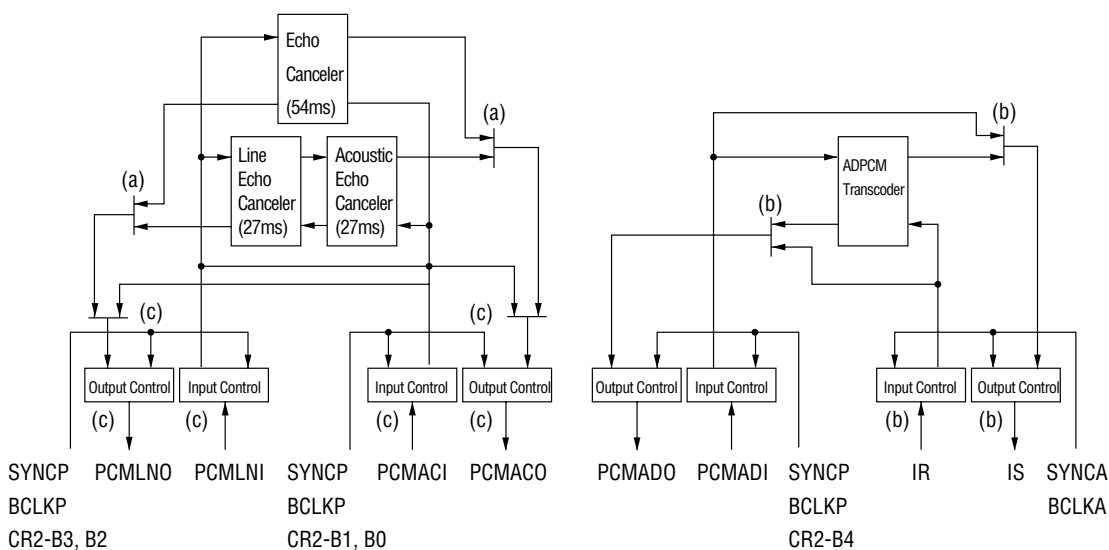 Echo
Canceler
(54ms)
(a)
(b)
Line
Echo
Canceler
(27ms)
Acoustic
Echo
Canceler
(27ms)
ADPCM
Transcoder
(a)
(b)
(c)
(c)
Output Control
Input Control
Input Control
Output Control
Output Control
Input Control
Input Control
Output Control
(c)
(c)
(c)
(c)
(b)
(b)
SYNCP
BCLKP
CR2-B3, B2
PCMLNO
PCMLNI
SYNCP
BCLKP
CR2-B1, B0
PCMACI
PCMACO
PCMADO
PCMADI
SYNCP
BCLKP
CR2-B4
IR
IS
SYNCA
BCLKA